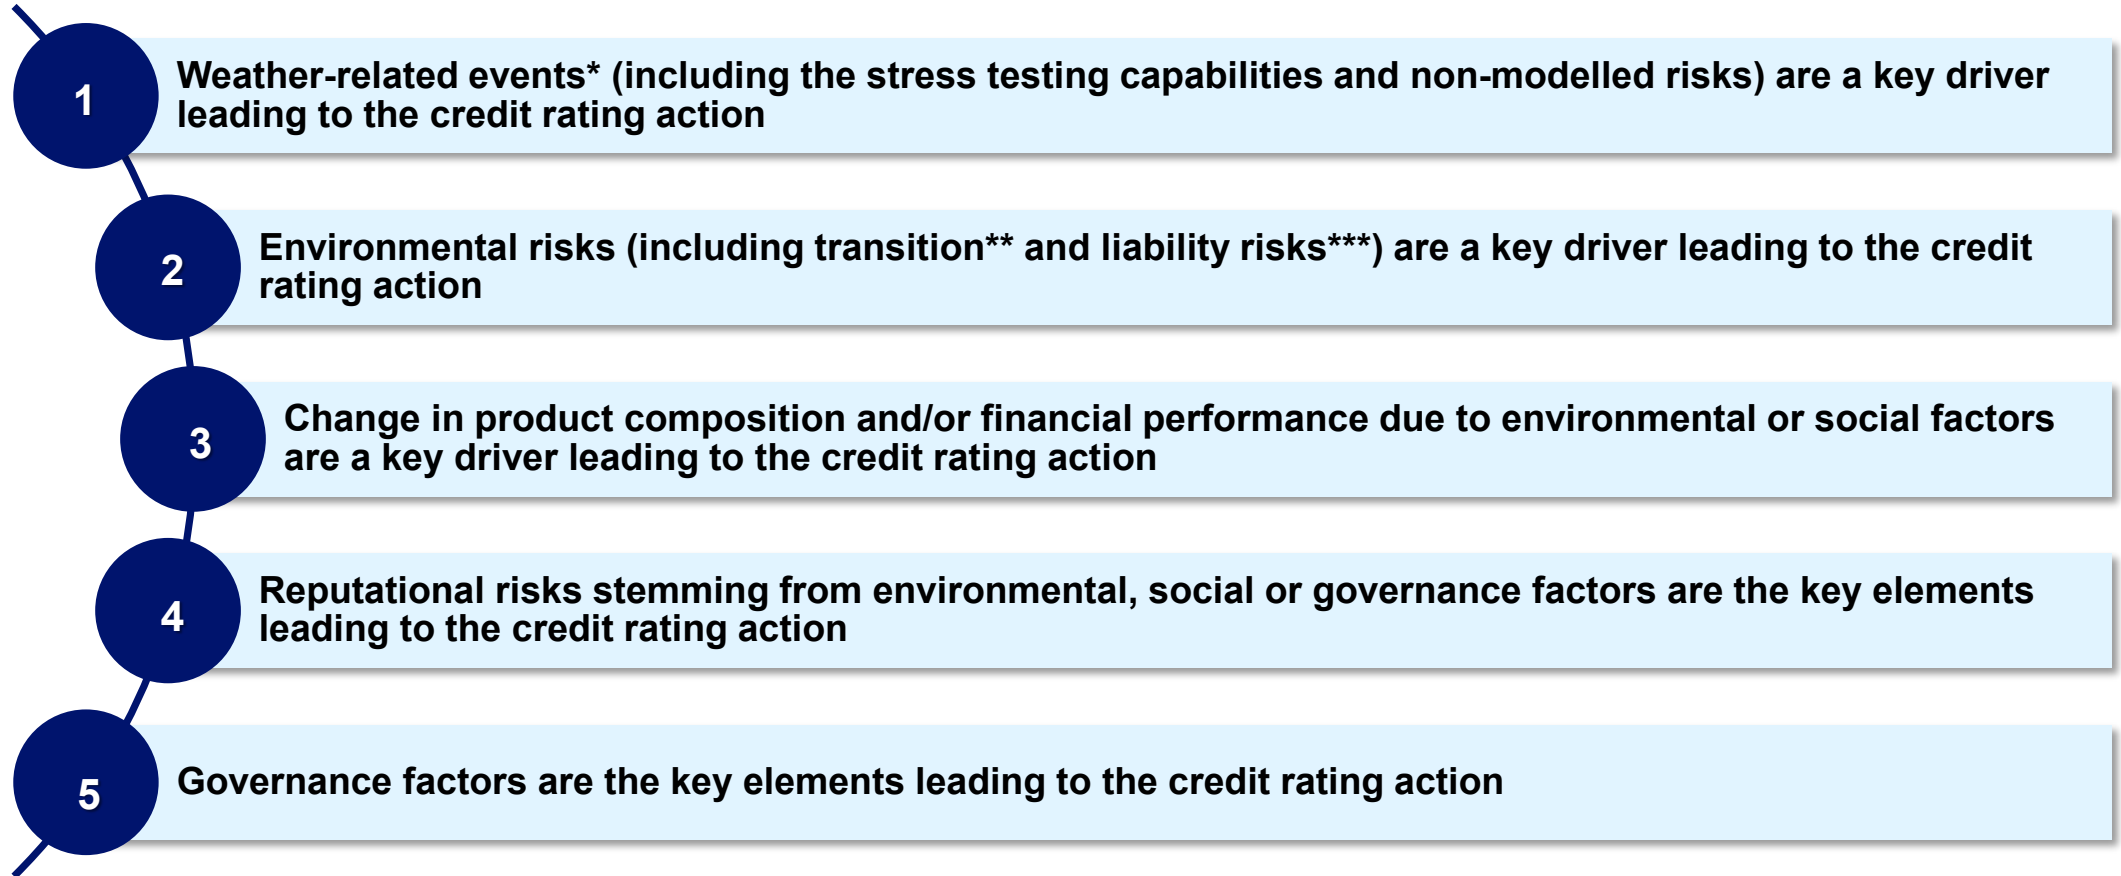 1
Weather-related events* (including the stress testing capabilities and non-modelled risks) are a key driver
leading to the credit rating action
2
Environmental risks (including transition** and liability risks***) are a key driver leading to the credit
rating action
3
Change in product composition and/or financial performance due to environmental or social factors
are a key driver leading to the credit rating action
4
Reputational risks stemming from environmental, social or governance factors are the key elements
leading to the credit rating action
5
Governance factors are the key elements leading to the credit rating action